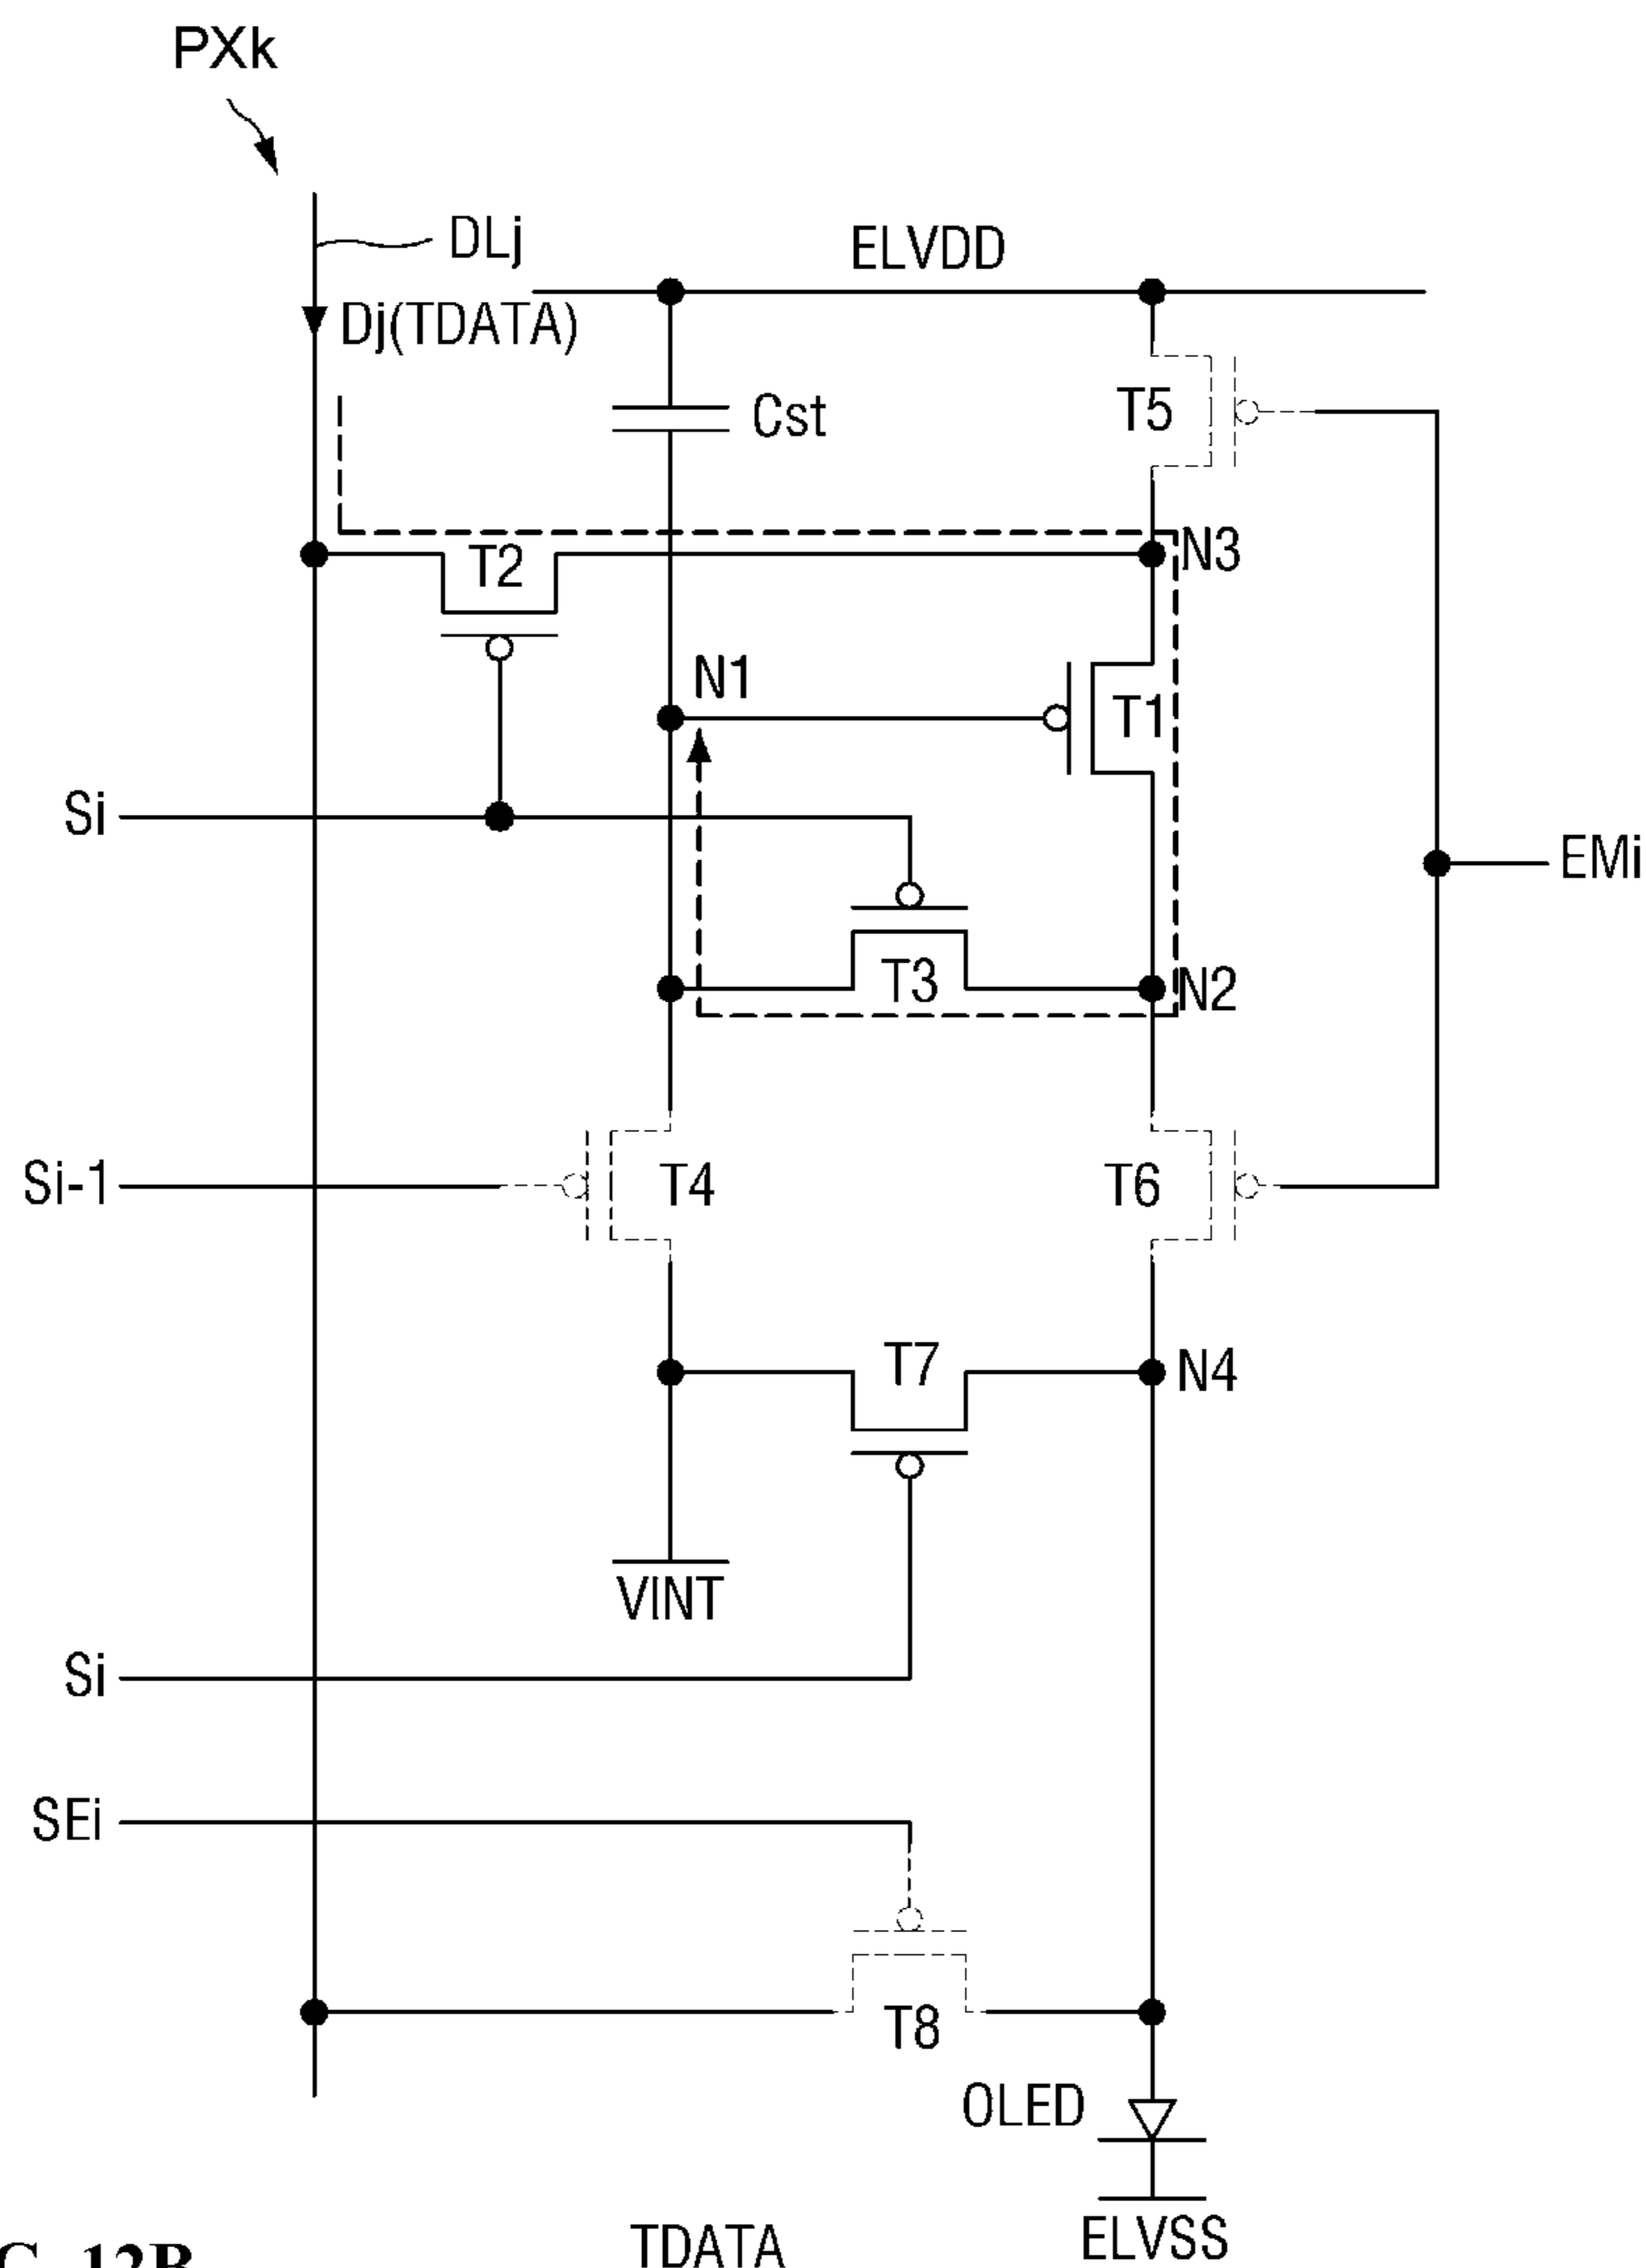 PXk
DLj
ELVDD
Dj(TDATA)
Cst
T5
T2
N3
N1
T1
Si
EMi
T3
N2
Si-1
T4
T6
T7
N4
VINT
Si
SEi
T8
OLED
TDATA
ELVSS
12B